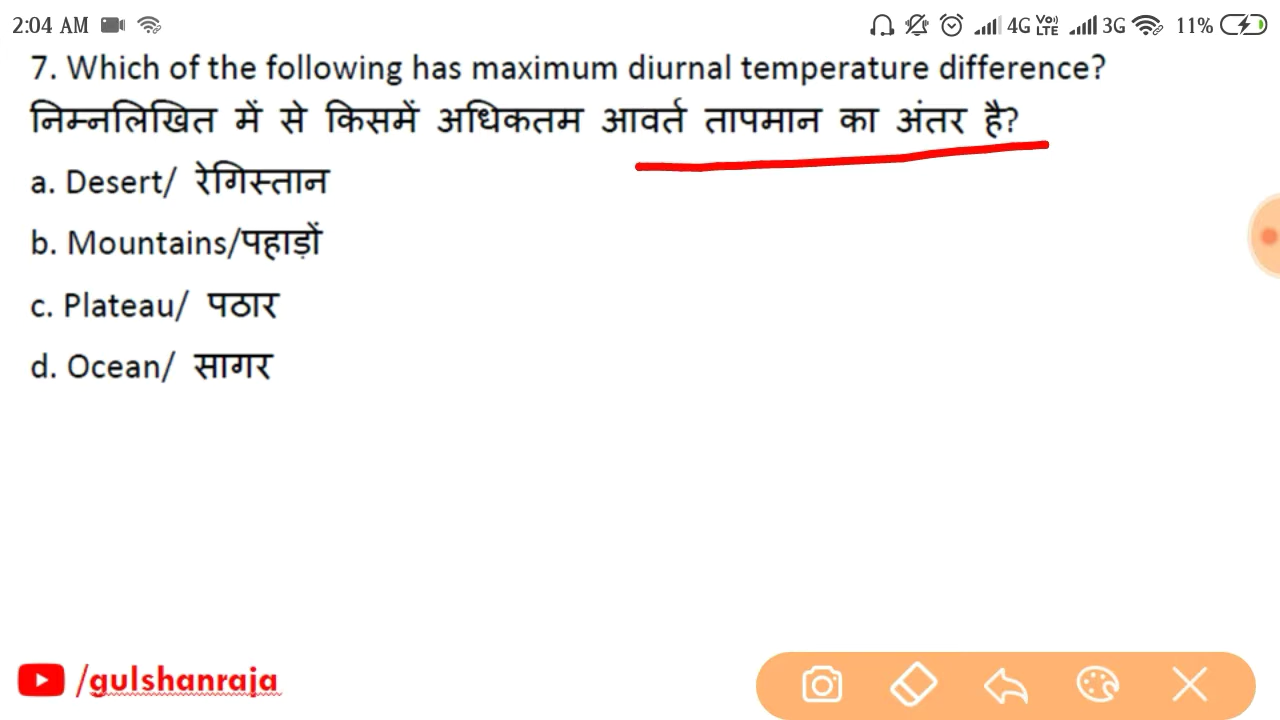 2:04 AM 4G VoLTE 3G 11%
7. Which of the following has maximum diurnal temperature difference?
निम्नलिखित में से किसमें अधिकतम आवर्त तापमान का अंतर है?
a. Desert/ रेगिस्तान
b. Mountains/पहाड़ों
c. Plateau/ पठार
d. Ocean/ सागर
/gulshanraja